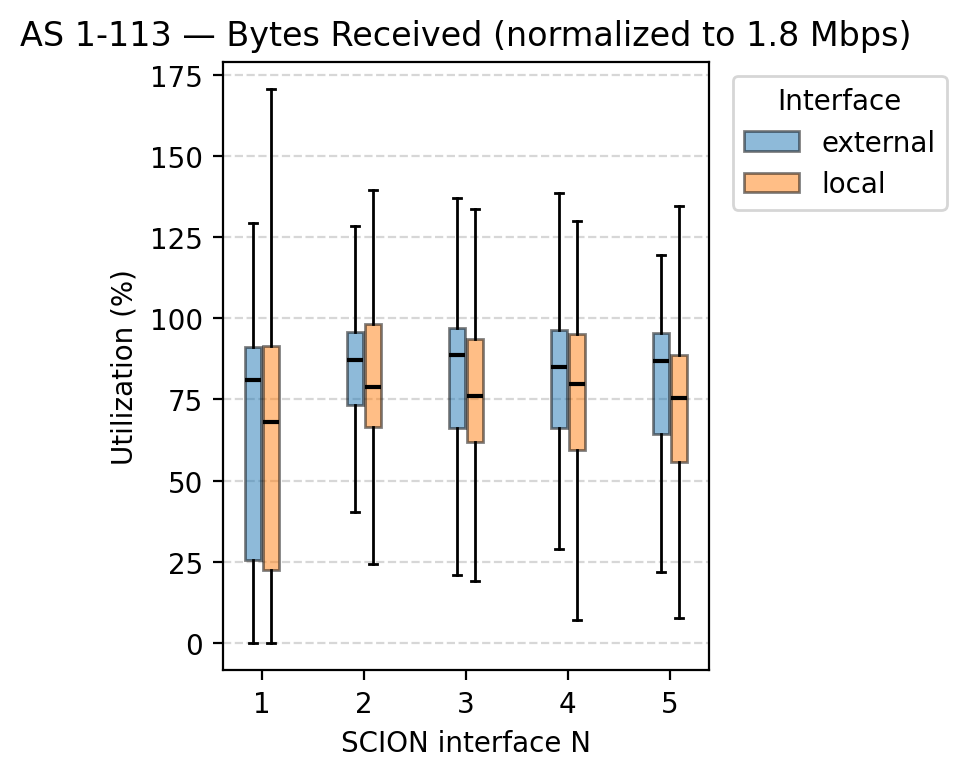 AS 1-113 — Bytes Received (normalized to 1.8 Mbps)
175
150
125
100
75
50
25
0
Utilization (%)
1 2 3 4 5
SCION interface N
Interface
external
local